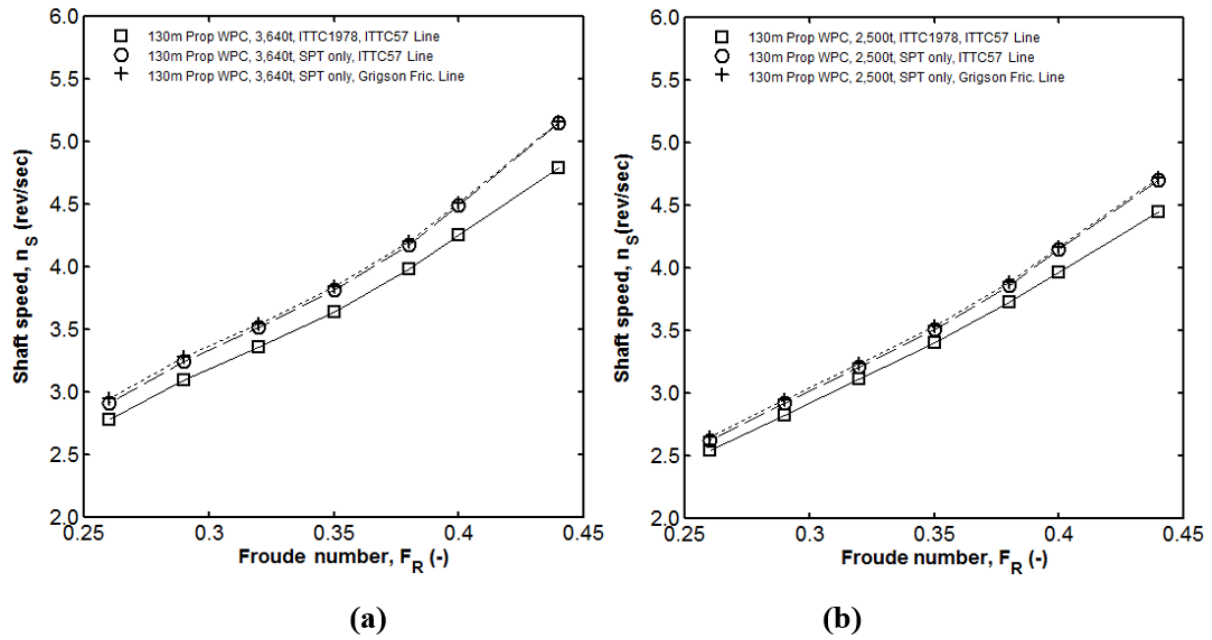 6.0
5.5
5.0
4.5
4.0
3.5
3.0
2.5
2.0
0.25 0.3 0.35 0.4 0.45
Shaft speed, n S (rev/sec)
Froude number, F R (-)
130m Prop WPC, 3,640t, ITTC1978, ITTC57 Line
130m Prop WPC, 3,640t, SPT only, ITTC57 Line
130m Prop WPC, 3,640t, SPT only, Grigson Fric. Line
(a)
6.0
5.5
5.0
4.5
4.0
3.5
3.0
2.5
2.0
0.25 0.3 0.35 0.4 0.45
Shaft speed, n S(rev/sec)
Froude number, F R (-)
130m Prop WPC, 2,500t, ITTC1978, ITTC57 Line
130m Prop WPC, 2,500t, SPT only, ITTC57 Line
130m Prop WPC, 2,500t, SPT only, Grigson Fric. Line
(b)